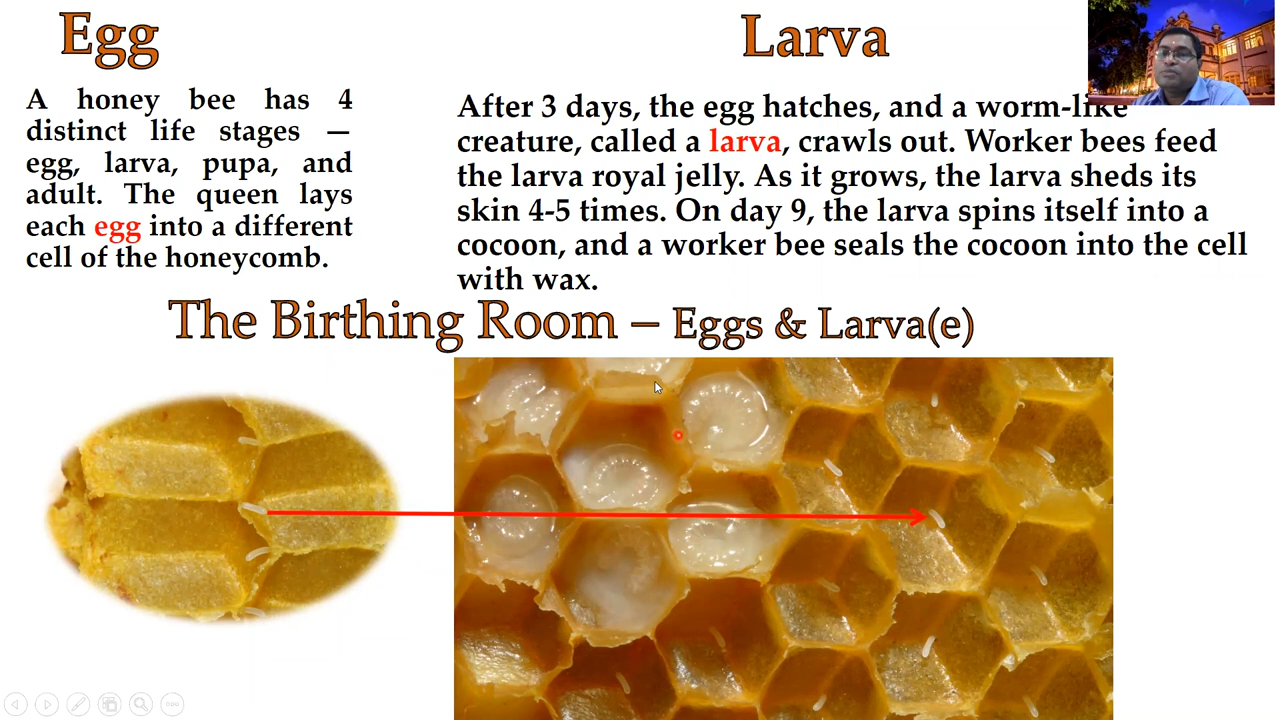 Egg
A honey bee has 4
distinct life stages —
egg, larva, pupa, and
adult. The queen lays
each egg into a different
cell of the honeycomb.
Larva
After 3 days, the egg hatches, and a worm-like
creature, called a larva, crawls out. Worker bees feed
the larva royal jelly. As it grows, the larva sheds its
skin 4-5 times. On day 9, the larva spins itself into a
cocoon, and a worker bee seals the cocoon into the cell
with wax.
The Birthing Room – Eggs & Larva(e)